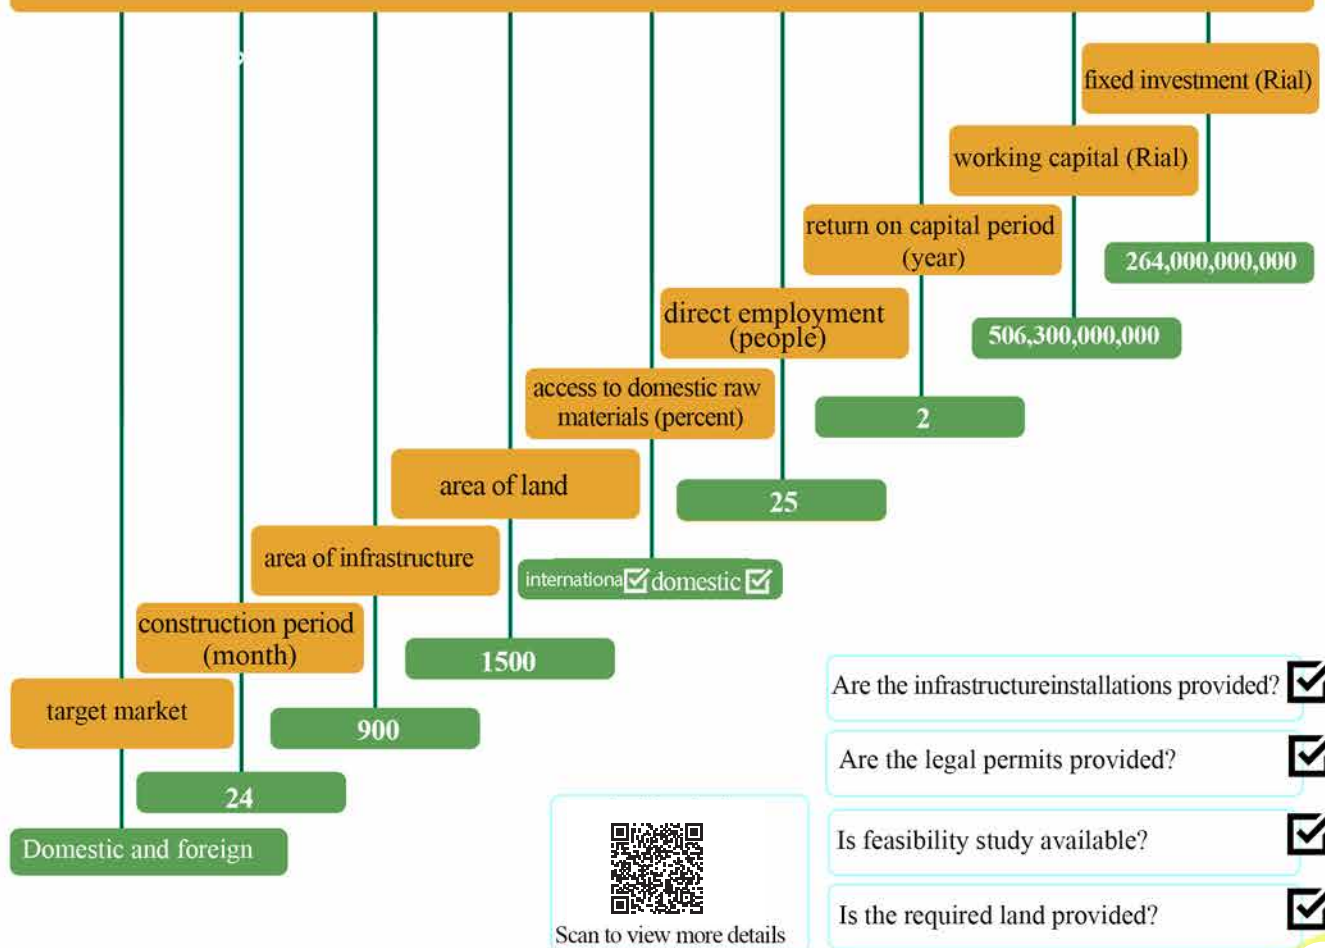 fixed investment (Rial)
264,000,000,000
working capital (Rial)
506,300,000,000
return on capital period
(year)
2
direct employment
(people)
25
access to domestic raw
materials (percent)
internationa domestic
area of land
1500
area of infrastructure
900
construction period
(month)
24
target market
Domestic and foreign
Are the infrastructureinstallations provided?
Are the legal permits provided?
Is feasibility study available?
Is the required land provided?
Scan to view more details